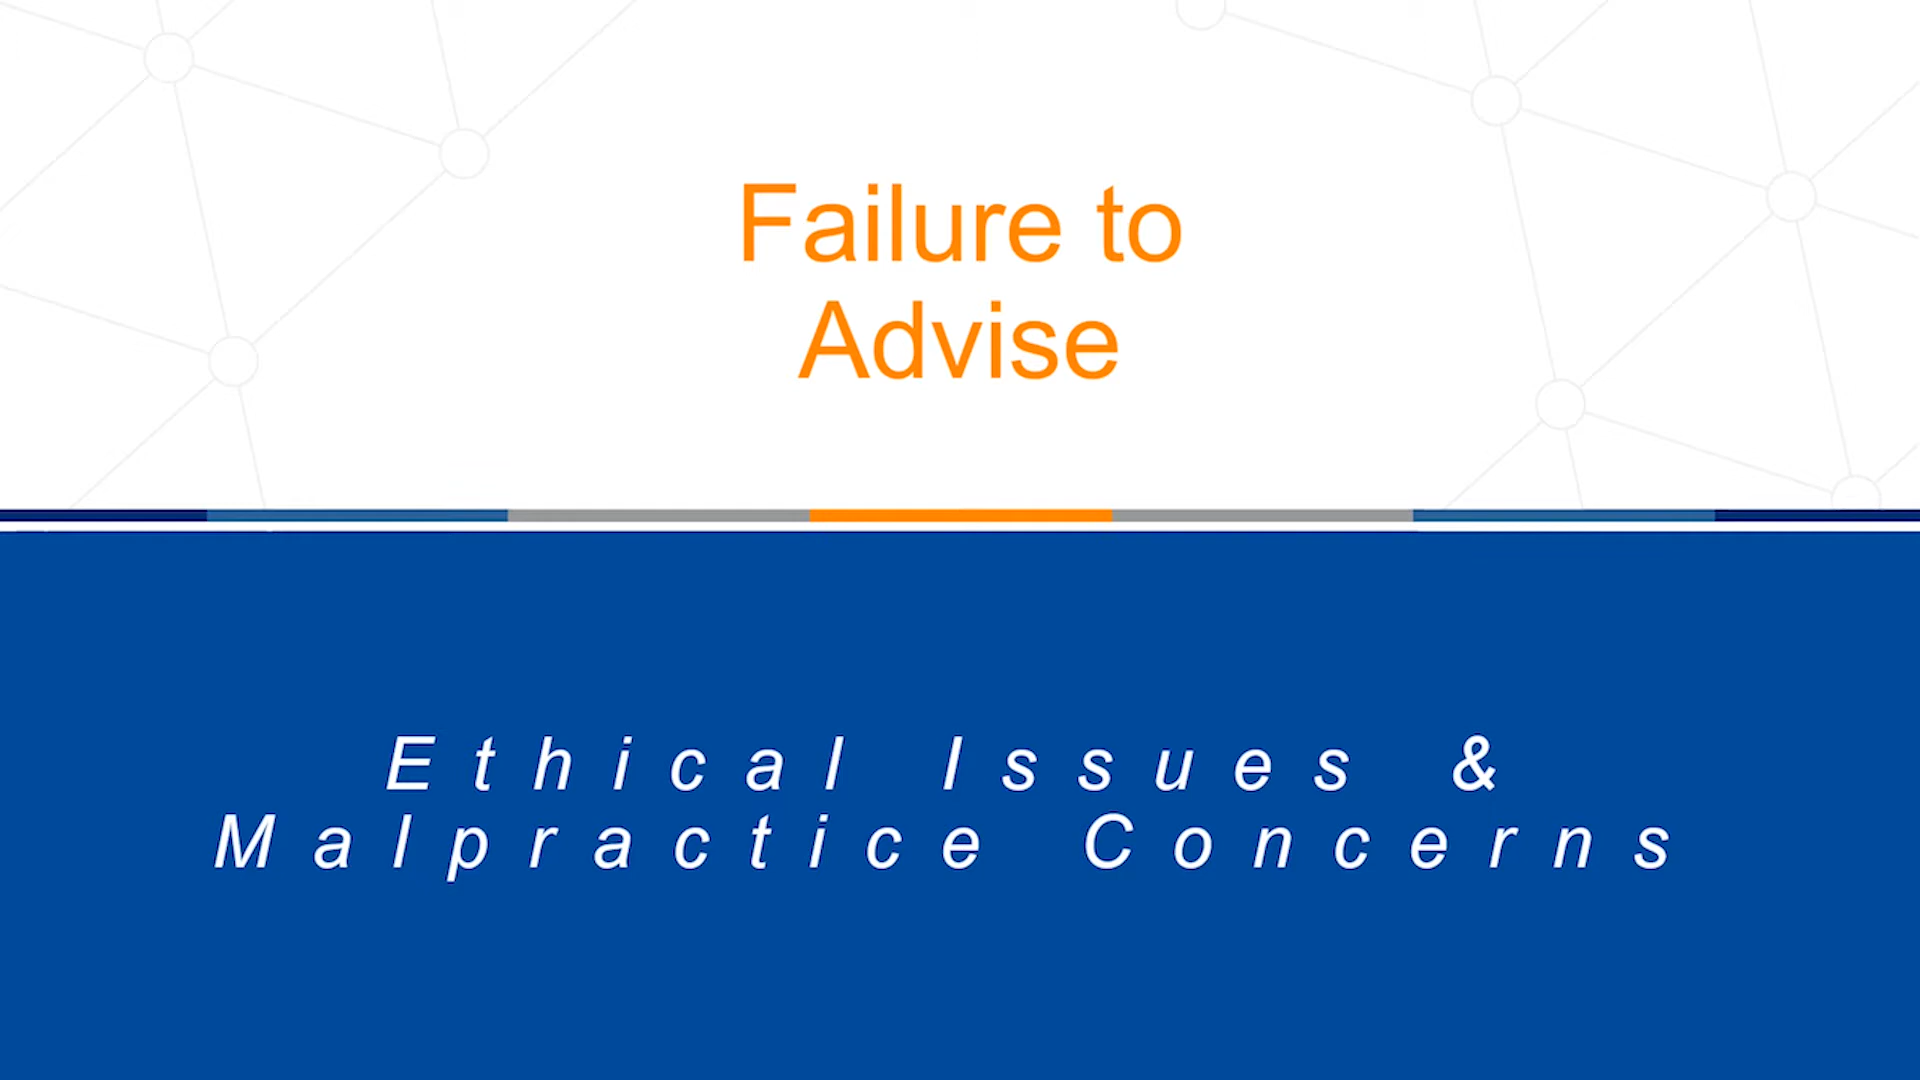 Failure to
Advise
Ethical Issues &
Malpractice Concerns